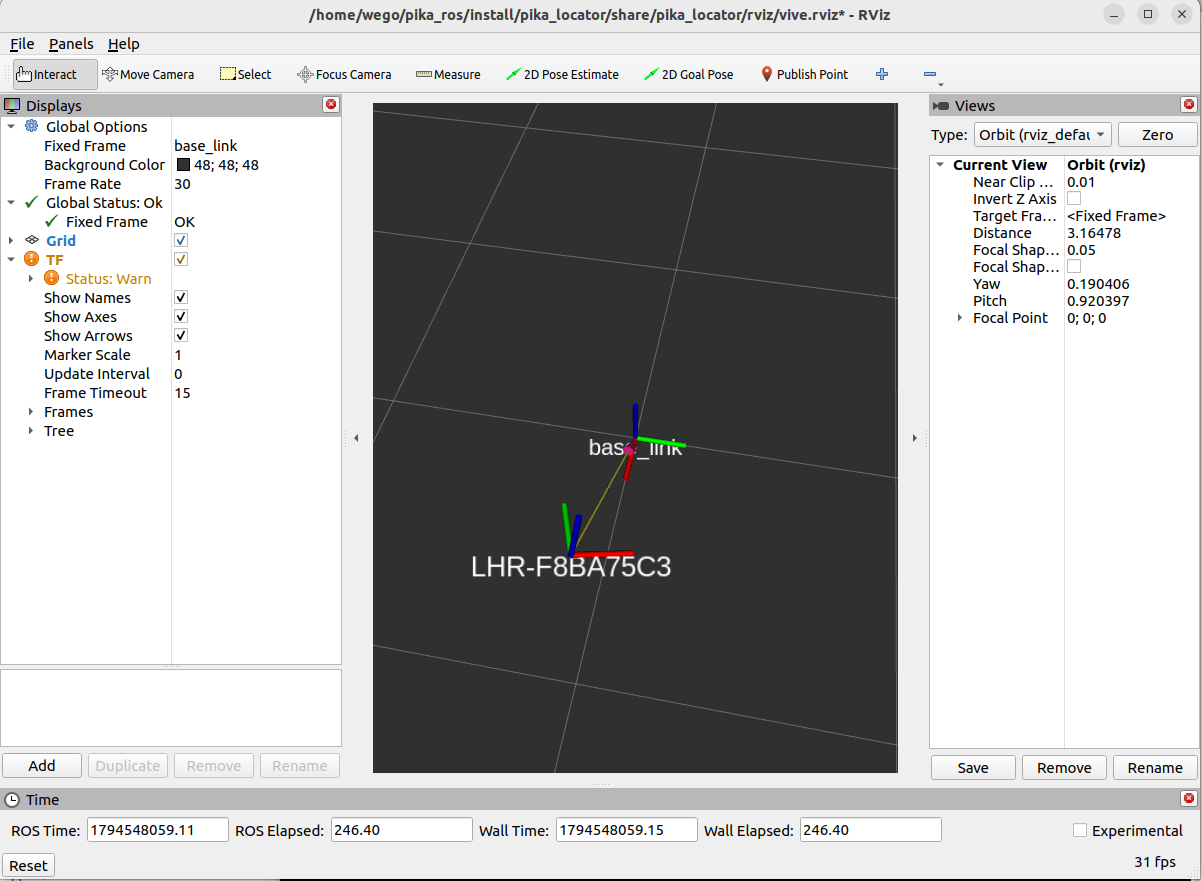 /home/wego/pika_ros/install/pika_locator/share/pika_locator/rviz/vive.rviz* - RViz
File Panels Help
Interact Move Camera Select Focus Camera Measure 2D Pose Estimate 2D Goal Pose Publish Point
Displays
Global Options
Fixed Frame base_link
Background Color 48; 48; 48
Frame Rate 30
Global Status: Ok
Fixed Frame OK
Grid
TF
Status: Warn
Show Names
Show Axes
Show Arrows
Marker Scale 1
Update Interval 0
Frame Timeout 15
Frames
Tree
Add Duplicate Remove Rename
base_link
LHR-F8BA75C3
Views
Type: Orbit (rviz_defau Zero
Current View Orbit (rviz)
Near Clip ... 0.01
Invert Z Axis
Target Fra... <Fixed Frame>
Distance 3.16478
Focal Shap... 0.05
Focal Shap...
Yaw 0.190406
Pitch 0.920397
Focal Point 0; 0; 0
Save Remove Rename
Time
ROS Time: 1794548059.11 ROS Elapsed: 246.40 Wall Time: 1794548059.15 Wall Elapsed: 246.40 Experimental
Reset 31 fps